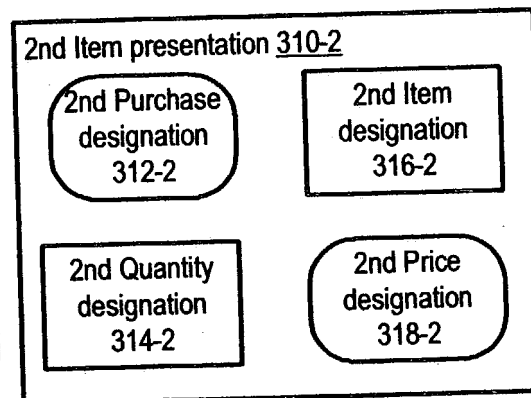 2nd Item presentation 310-2
2nd Purchase
designation
312-2
2nd Item
designation
316-2
2nd Quantity
designation
314-2
2nd Price
designation
318-2